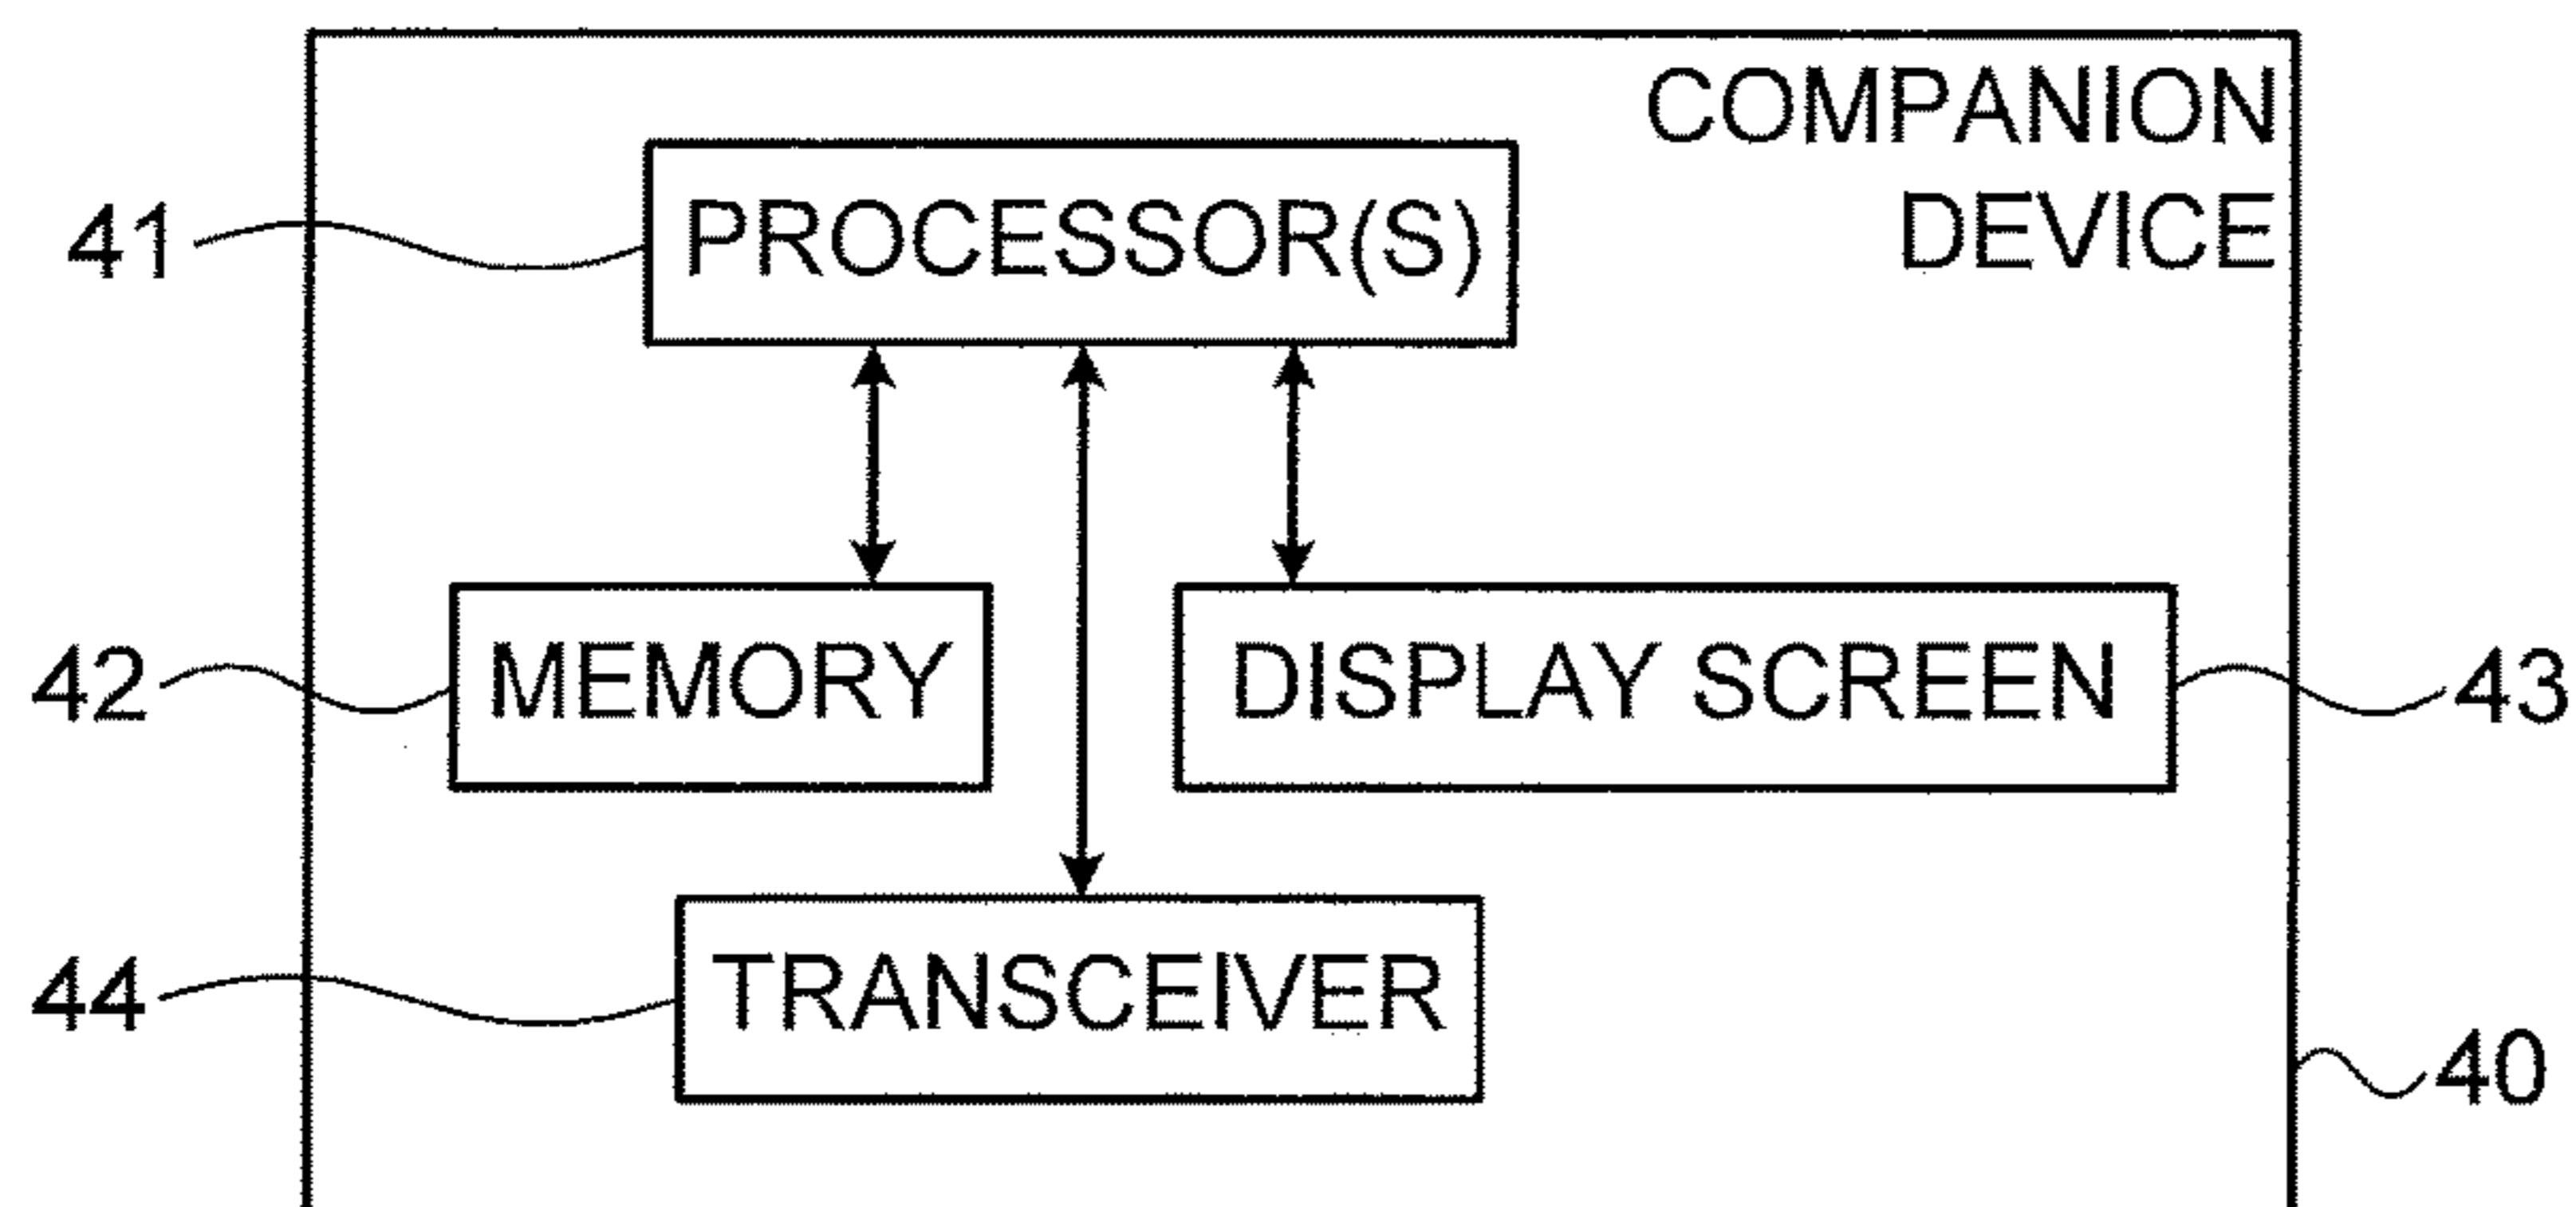 COMPANION
DEVICE
41
PROCESSOR(S)
42
MEMORY
DISPLAY SCREEN
43
44
TRANSCEIVER
40